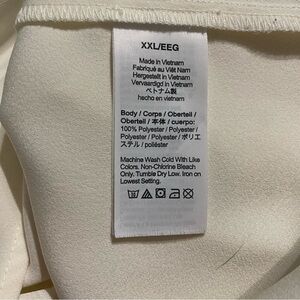 XXL/EEG
Made in Vietnam
Fabriqué au Viêt Nam
Hergestellt in Vietnam
Vervaardigd in Vietnam
ベトナム製
hecho en vietnam
Body / Corps / Oberteil /
Oberteil / 本体 / cuerpo:
100% Polyester / Polyester
/ Polyester / Polyester / ポリエ
ステル / poliéster
Machine Wash Cold With Like
Colors. Non-Chlorine Bleach
Only. Tumble Dry Low. Iron on
Lowest Setting.